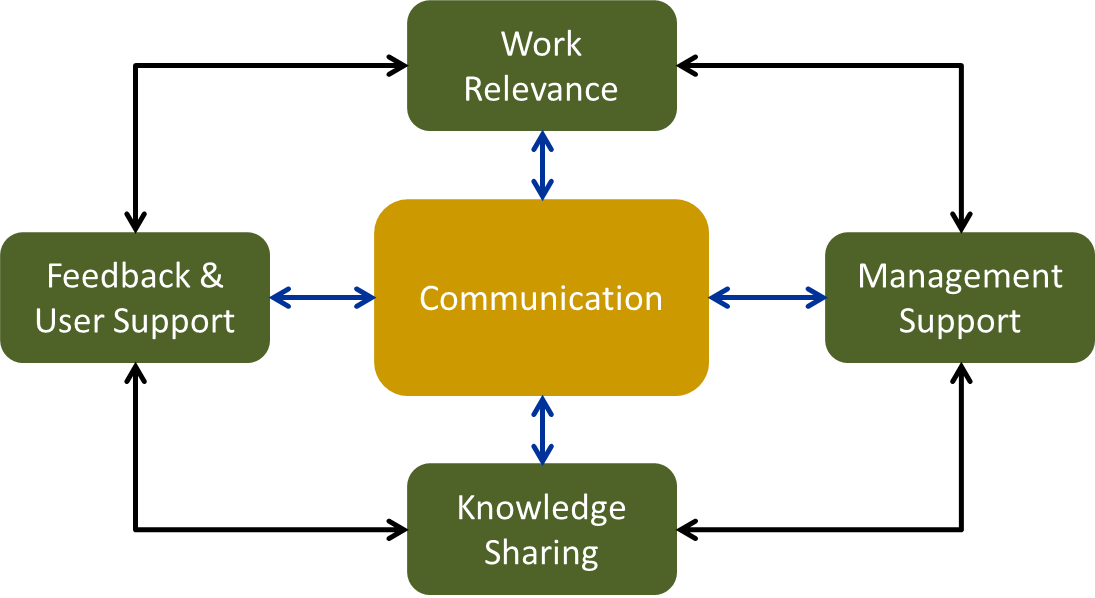 Work
Relevance
Feedback &
User Support
Communication
Management
Support
Knowledge
Sharing